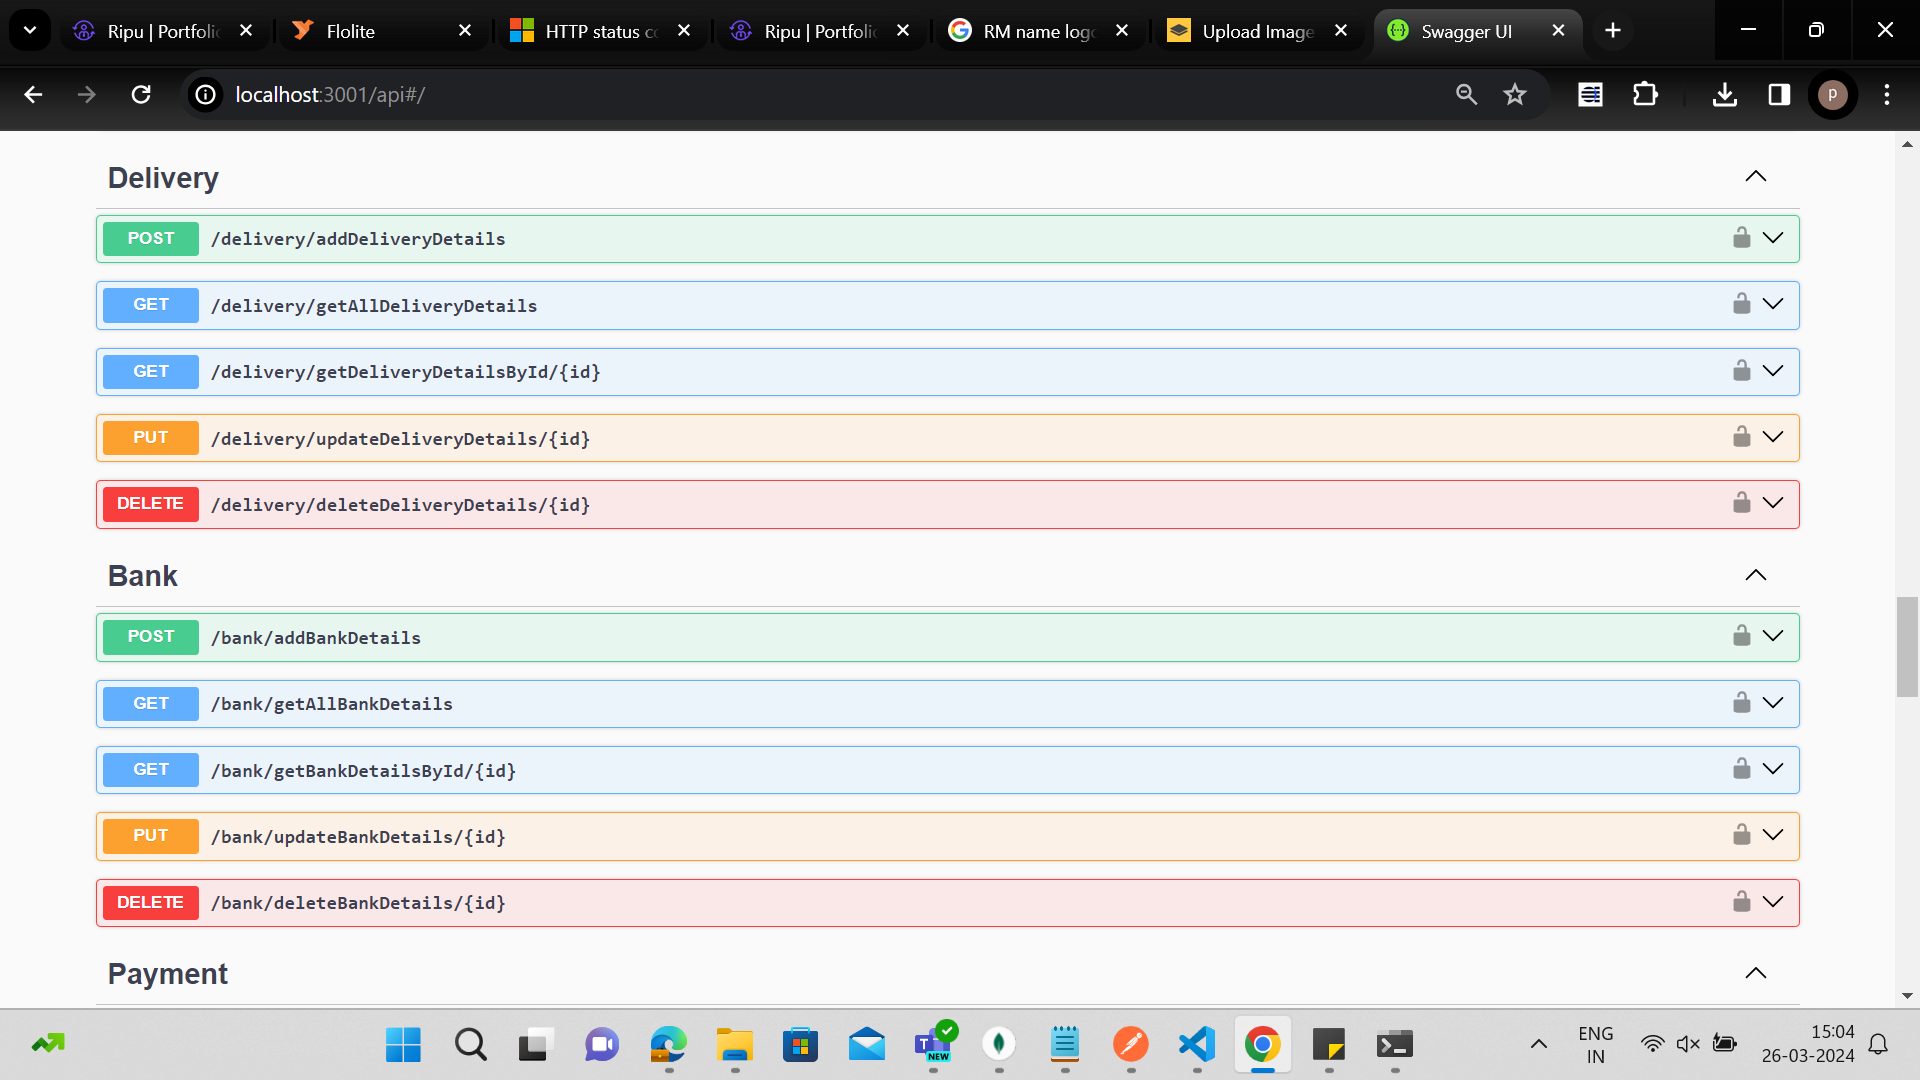 Ripu | Portfolio
Flolite
HTTP status co
Ripu | Portfolio
RM name logo
Upload Image
Swagger UI
localhost:3001/api#/
p
Delivery
POST /delivery/addDeliveryDetails
GET /delivery/getAllDeliveryDetails
GET /delivery/getDeliveryDetailsById/{id}
PUT /delivery/updateDeliveryDetails/{id}
DELETE /delivery/deleteDeliveryDetails/{id}
Bank
POST /bank/addBankDetails
GET /bank/getAllBankDetails
GET /bank/getBankDetailsById/{id}
PUT /bank/updateBankDetails/{id}
DELETE /bank/deleteBankDetails/{id}
Payment
T
NEW
ENG
IN
15:04
26-03-2024